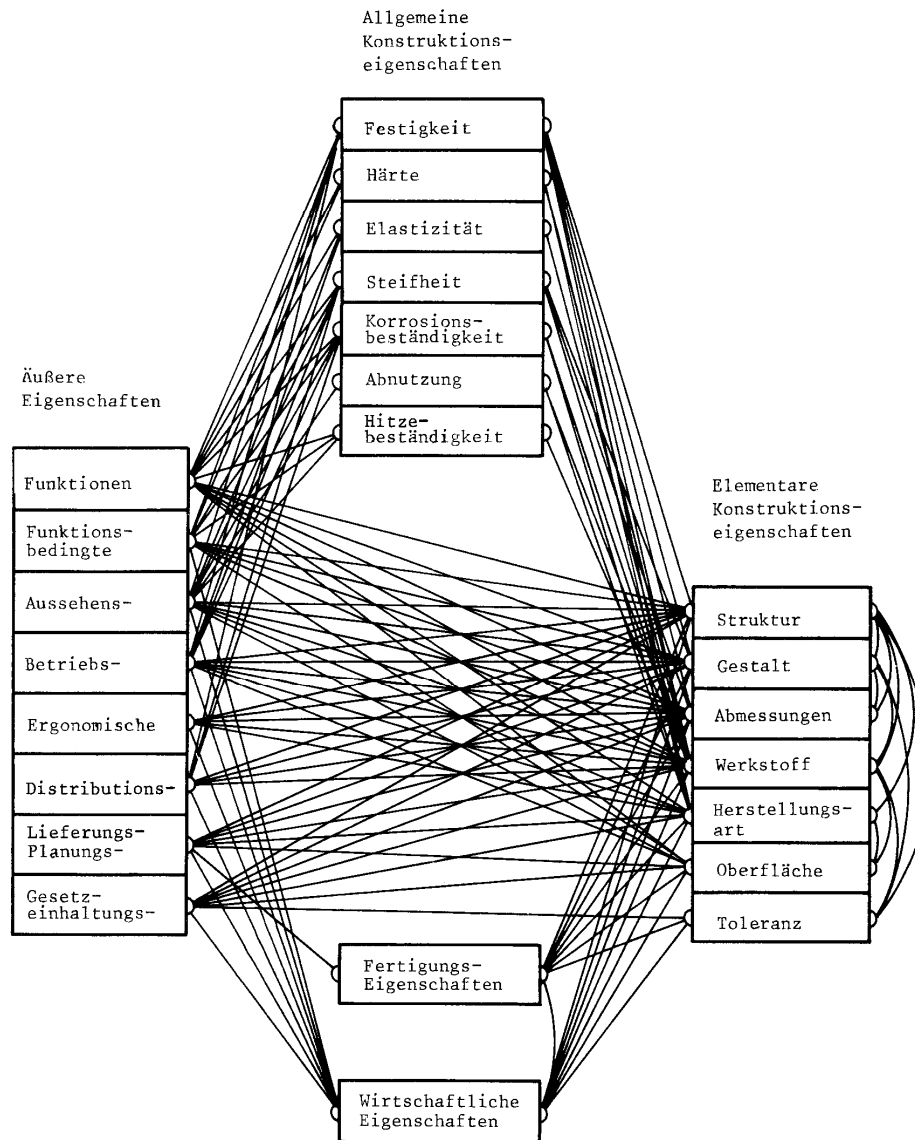 Allgemeine
Konstruktions-
eigenschaften
Festigkeit
Härte
Elastizität
Steifheit
Korrosions-
beständigkeit
Abnutzung
Hitze-
beständigkeit
Äußere
Eigenschaften
Funktionen
Funktions-
bedingte
Aussehens-
Betriebs-
Ergonomische
Distributions-
Lieferungs-
Planungs-
Gesetz-
einhaltungs-
Elementare
Konstruktions-
eigenschaften
Struktur
Gestalt
Abmessungen
Werkstoff
Herstellungs-
art
Oberfläche
Toleranz
Fertigungs-
Eigenschaften
Wirtschaftliche
Eigenschaften